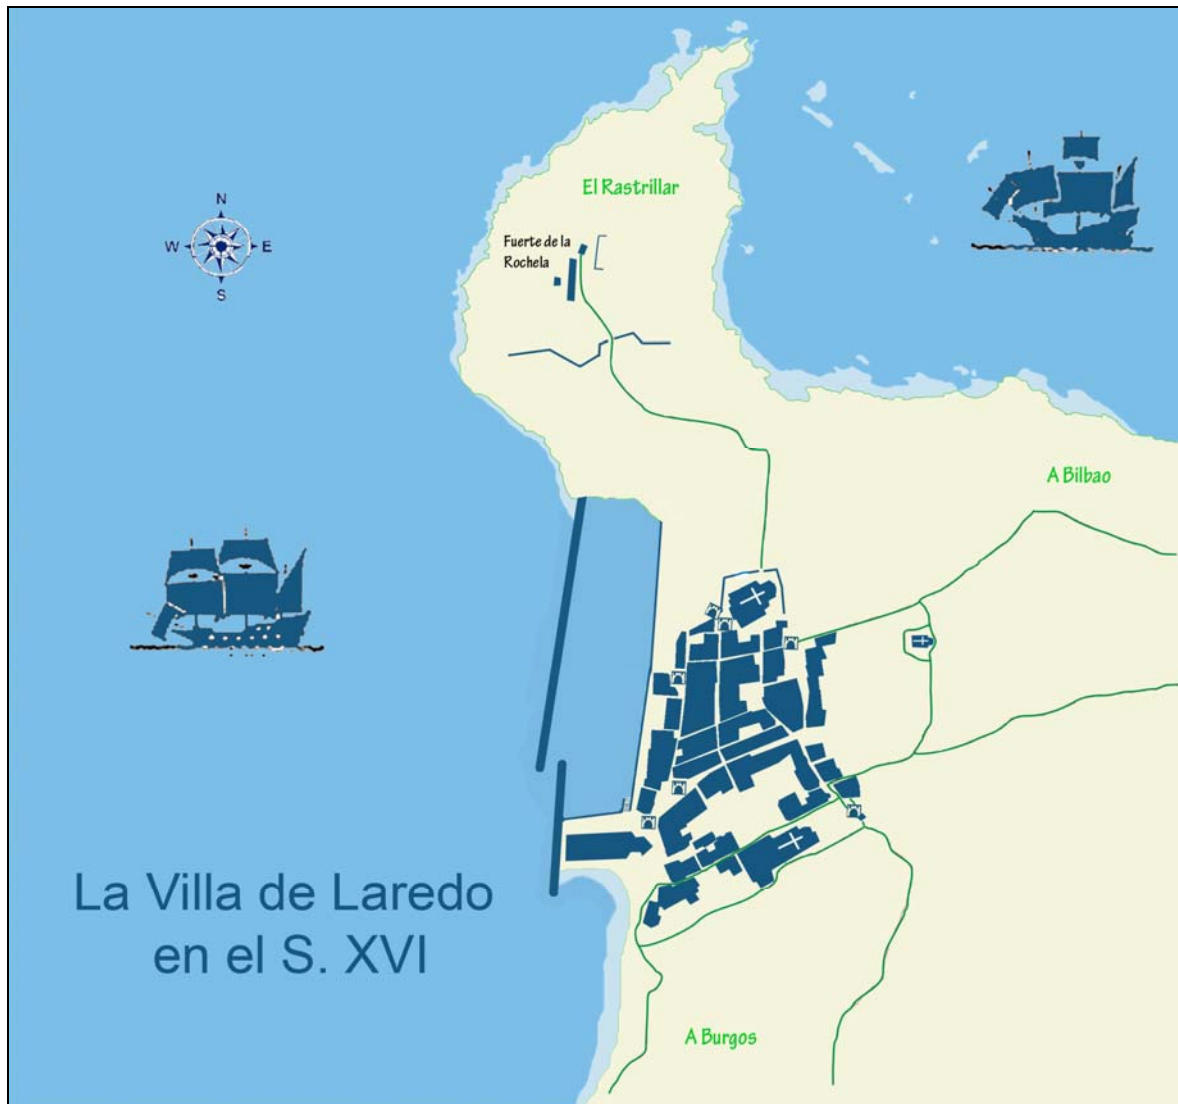 El Rastrillar
Fuerte de la
Rochela
N
W
E
S
A Bilbao
La Villa de Laredo
en el S. XVI
A Burgos